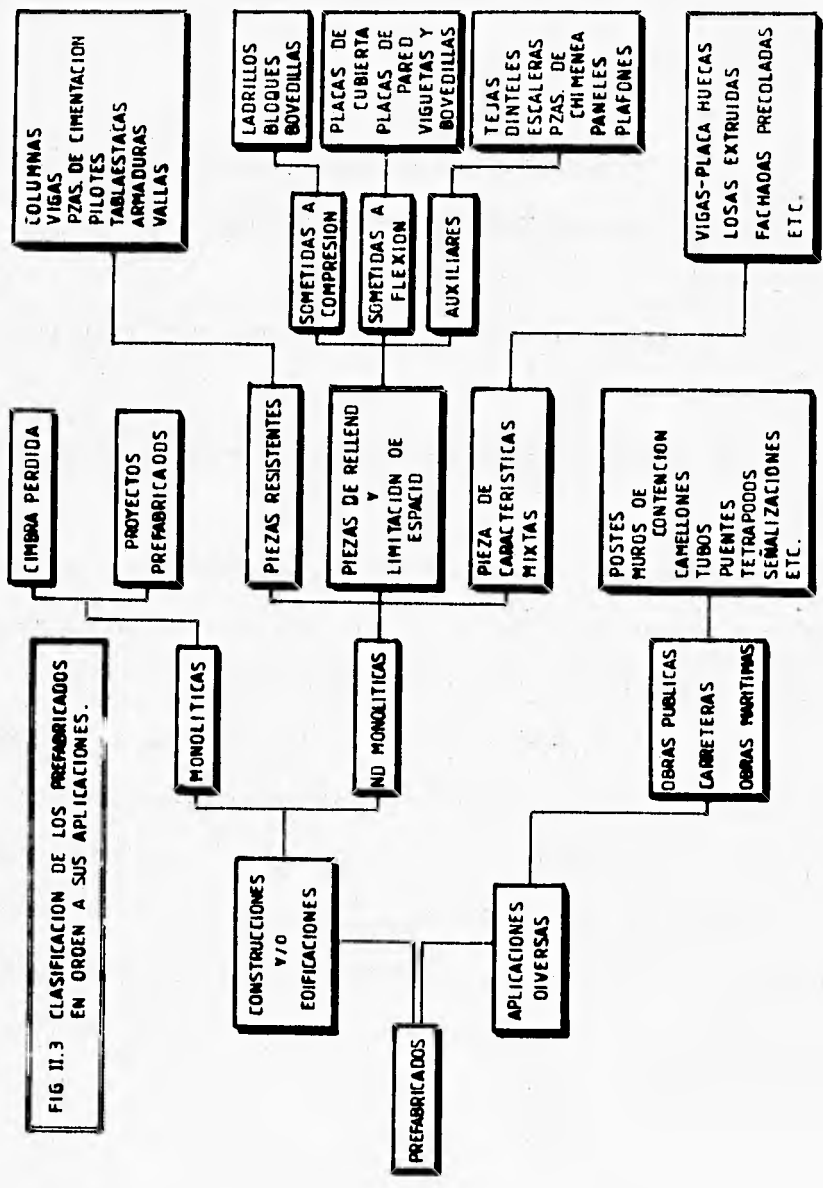 FIG II.3 CLASIFICACION DE LOS PREFABRICADOS
EN ORDEN A SUS APLICACIONES.
PREFABRICADOS
CONSTRUCCIONES
Y/O
EDIFICACIONES
APLICACIONES
DIVERSAS
MONOLITICAS
NO MONOLITICAS
OBRAS PUBLICAS
CARRETERAS
OBRAS MARITIMAS
CIMBRA PERDIDA
PROYECTOS
PREFABRICADOS
PIEZAS RESISTENTES
PIEZAS DE RELLENO
Y
LIMITACION DE
ESPACIO
PIEZA DE
CARACTERISTICAS
MIXTAS
POSTES
MUROS DE
CONTENCION
CAMELLONES
TUBOS
PUENTES
TETRAPODOS
SEÑALIZACIONES
ETC.
SOMETIDAS A
COMPRESION
SOMETIDAS A
FLEXION
AUXILIARES
COLUMNAS
VIGAS
PZAS. DE CIMENTACION
PILOTES
TABLAESTACAS
ARMADURAS
VALLAS
LADRILLOS
BLOQUES
BOVEDILLAS
PLACAS DE
CUBIERTA
PLACAS DE
PARED
VIGUETAS Y
BOVEDILLAS
TEJAS
DINTELES
ESCALERAS
PZAS. DE
CHIMENEA
PANELES
PLAFONES
VIGAS-PLACA HUECAS
LOSAS EXTRUIDAS
FACHADAS PRECOLADAS
ETC.